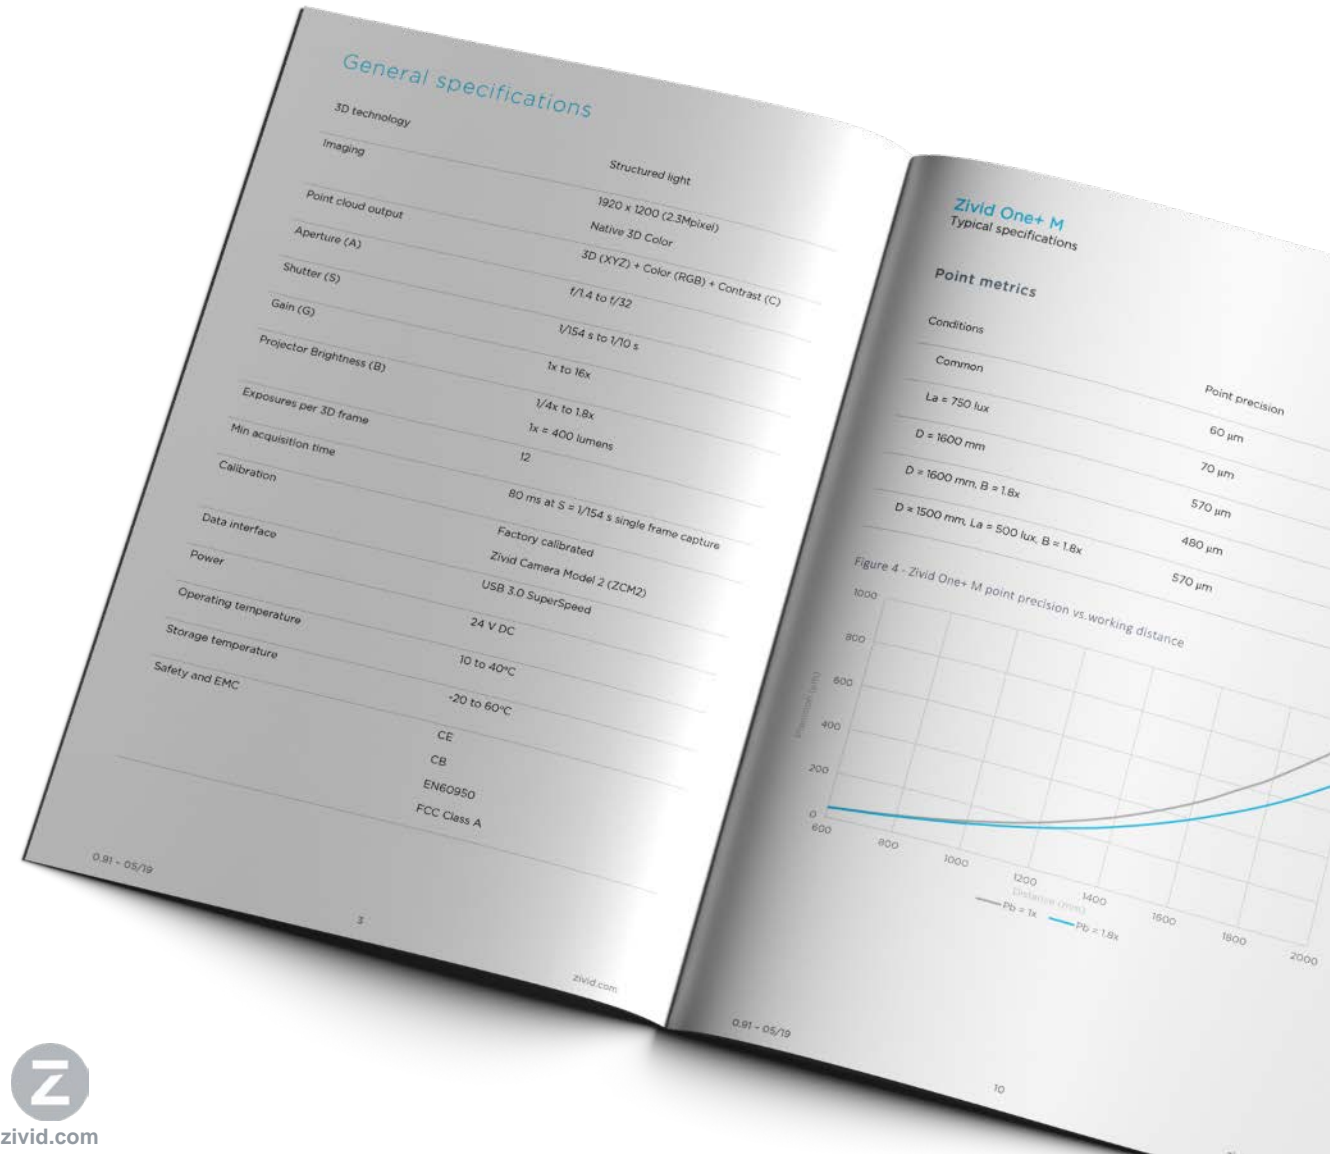 General specifications
3D technology
Structured light
Imaging
1920 x 1200 (2.3Mpixel)
Native 3D Color
Point cloud output
3D (XYZ) + Color (RGB) + Contrast (C)
Aperture (A)
f/1.4 to f/32
Shutter (S)
1/154 s to 1/10 s
Gain (G)
1x to 16x
Projector Brightness (B)
1/4x to 1.8x
1x = 400 lumens
Exposures per 3D frame
12
Min acquisition time
80 ms at S = 1/154 s single frame capture
Calibration
Factory calibrated
Zivid Camera Model 2 (ZCM2)
Data interface
USB 3.0 SuperSpeed
Power
24 V DC
Operating temperature
10 to 40°C
Storage temperature
-20 to 60°C
Safety and EMC
CE
CB
EN60950
FCC Class A
0.91 - 05/19
3
zivid.com
Zivid One+ M
Typical specifications
Point metrics
Conditions
Point precision
Common
60 µm
La = 750 lux
70 µm
D = 1600 mm
570 µm
D = 1600 mm, B = 1.8x
480 µm
D = 1500 mm, La = 500 lux, B = 1.8x
570 µm
Figure 4 - Zivid One+ M point precision vs.working distance
1000
800
600
400
200
0
600
800
1000
1200
1400
1600
1800
2000
Distance (mm)
Pb = 1x
Pb = 1.8x
0.91 - 05/19
10
Z
zivid.com